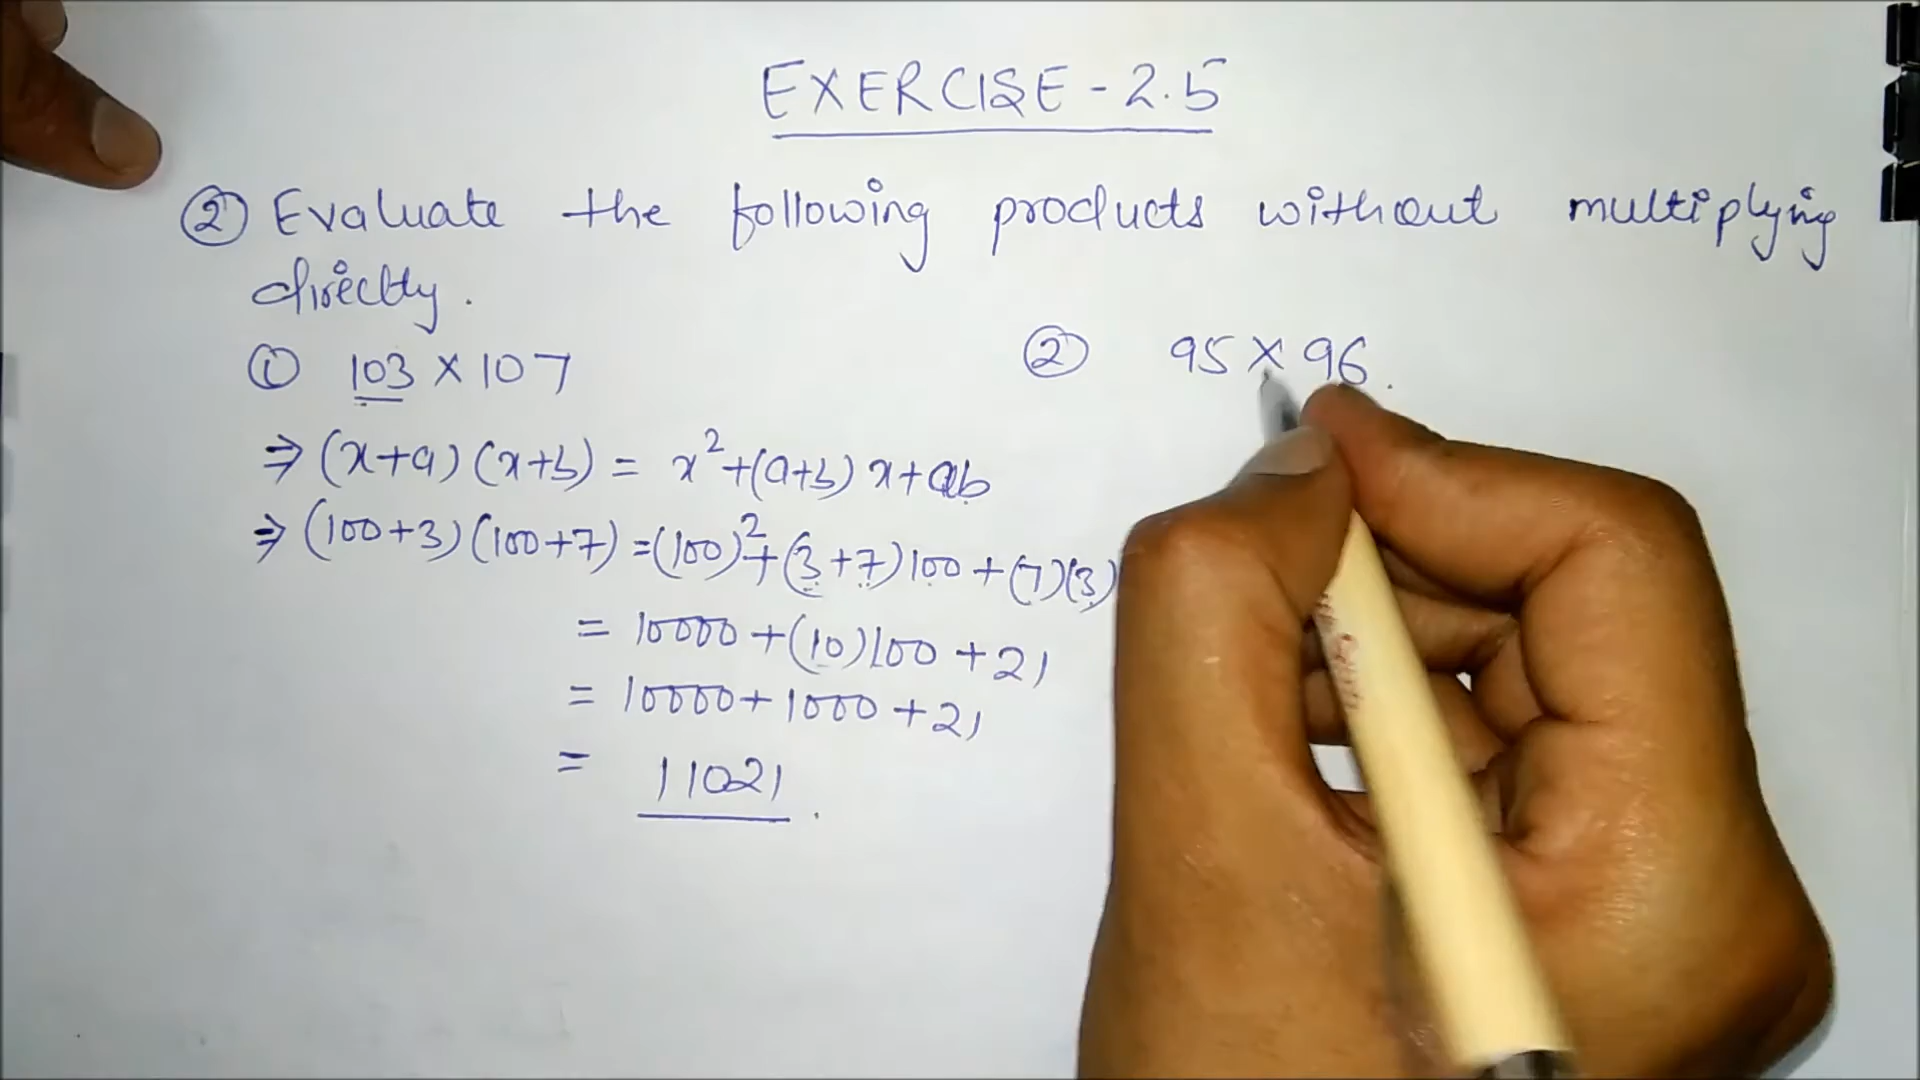 EXERCISE - 2.5
② Evaluate the following products without multiplying
directly.
① 103 × 107
⇒ (x+a) (x+b) = x²+(a+b) x+ab
⇒ (100+3) (100+7) = (100)²+(3+7)100+(7)(3)
= 10000+(10)100+21
= 10000+1000+21
= 11021.
② 95×96.